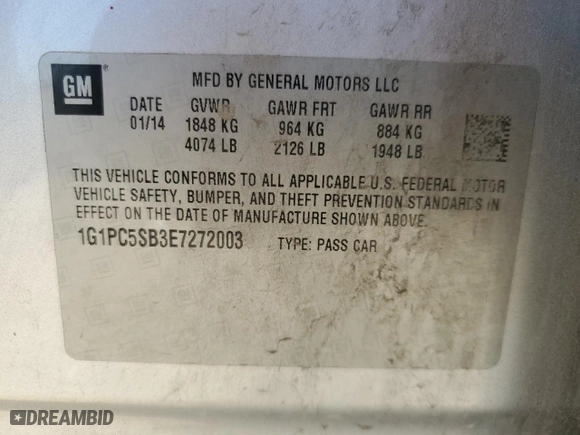 GM
MFD BY GENERAL MOTORS LLC
DATE GVWR GAWR FRT GAWR RR
01/14 1848 KG 964 KG 884 KG
4074 LB 2126 LB 1948 LB
THIS VEHICLE CONFORMS TO ALL APPLICABLE U.S. FEDERAL MOTOR
VEHICLE SAFETY, BUMPER, AND THEFT PREVENTION STANDARDS IN
EFFECT ON THE DATE OF MANUFACTURE SHOWN ABOVE.
1G1PC5SB3E7272003 TYPE: PASS CAR
DREAMBID